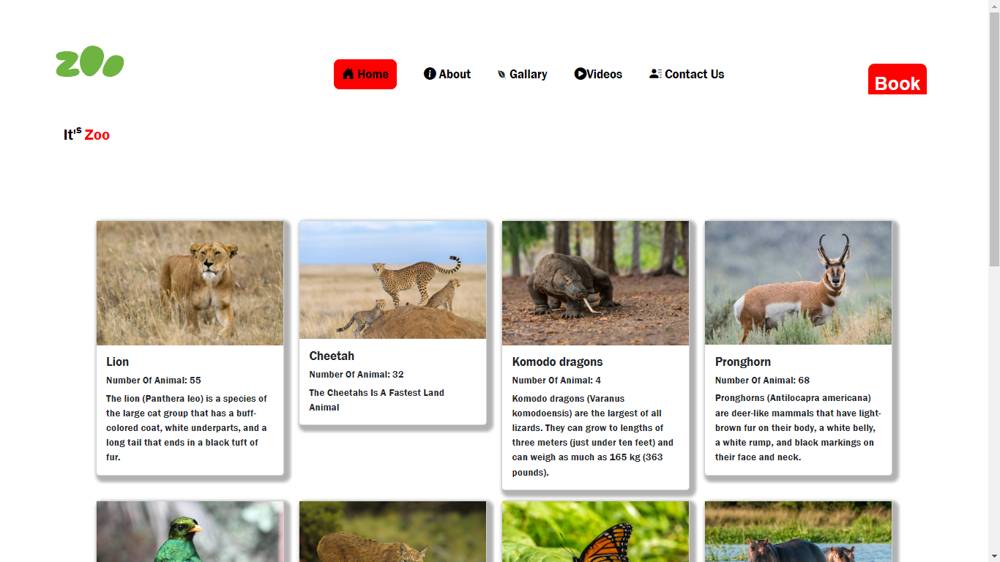 zoo
Home
About
Gallary
Videos
Contact Us
Book
It's Zoo
Lion
Number Of Animal: 55
The lion (Panthera leo) is a species of
the large cat group that has a buff-
colored coat, white underparts, and a
long tail that ends in a black tuft of
fur.
Cheetah
Number Of Animal: 32
The Cheetahs Is A Fastest Land
Animal
Komodo dragons
Number Of Animal: 4
Komodo dragons (Varanus
komodoensis) are the largest of all
lizards. They can grow to lengths of
three meters (just under ten feet) and
can weigh as much as 165 kg (363
pounds).
Pronghorn
Number Of Animal: 68
Pronghorns (Antilocapra americana)
are deer-like mammals that have light-
brown fur on their body, a white belly,
a white rump, and black markings on
their face and neck.